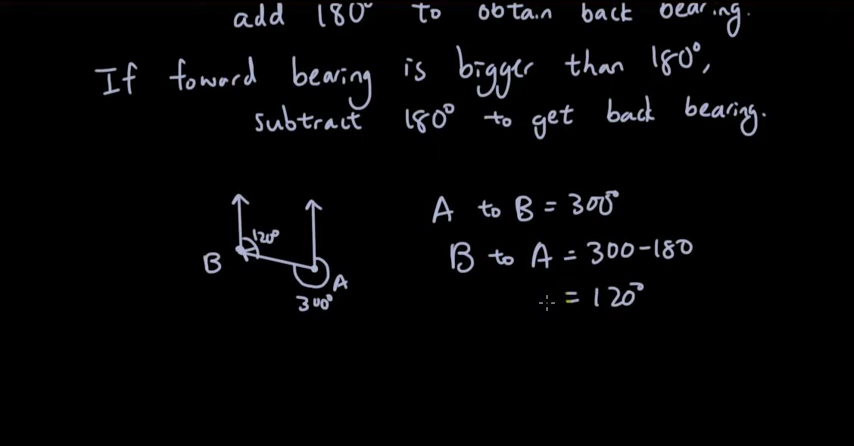 add 180° to obtain back bearing.
If foward bearing is bigger than 180°,
subtract 180° to get back bearing.
A to B = 300°
B to A = 300-180
= 120°
120°
B
A
300°